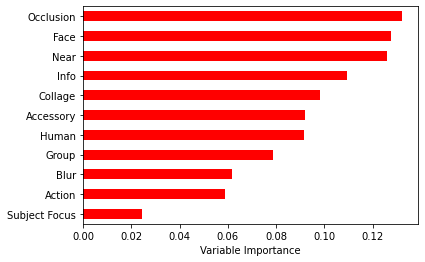 Occlusion
Face
Near
Info
Collage
Accessory
Human
Group
Blur
Action
Subject Focus
0.00 0.02 0.04 0.06 0.08 0.10 0.12
Variable Importance